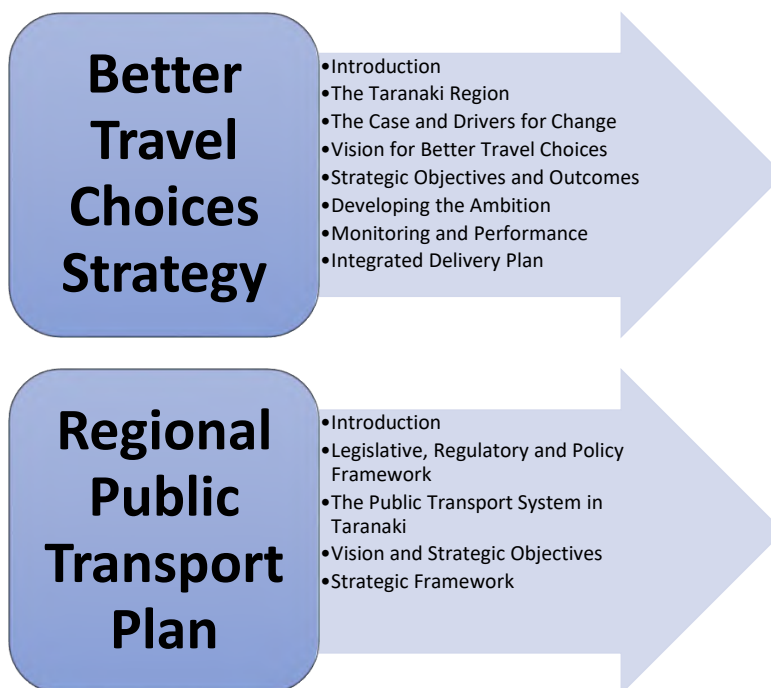 Better
Travel
Choices
Strategy
•Introduction
•The Taranaki Region
•The Case and Drivers for Change
•Vision for Better Travel Choices
•Strategic Objectives and Outcomes
•Developing the Ambition
•Monitoring and Performance
•Integrated Delivery Plan
Regional
Public
Transport
Plan
•Introduction
•Legislative, Regulatory and Policy
Framework
•The Public Transport System in
Taranaki
•Vision and Strategic Objectives
•Strategic Framework